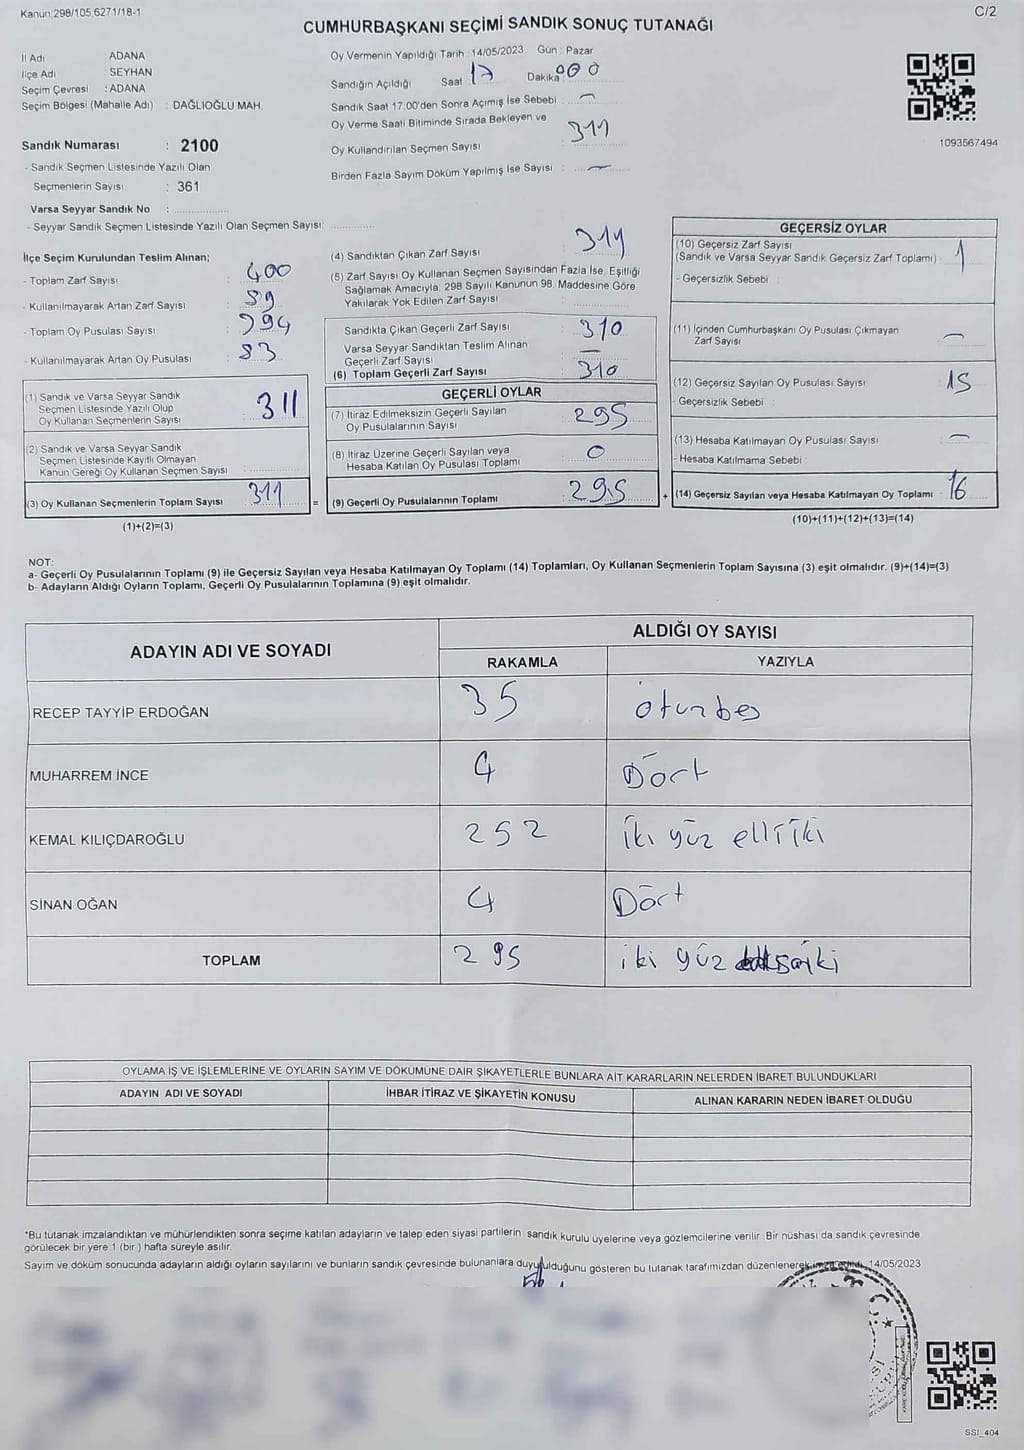 Kanun 298/105,6271/18-1
C/2
CUMHURBAŞKANI SEÇİMİ SANDIK SONUÇ TUTANAĞI
İl Adı ADANA
İlçe Adı SEYHAN
Seçim Çevresi : ADANA
Seçim Bölgesi (Mahalle Adı) : DAĞLIOĞLU MAH.
Sandık Numarası : 2100
- Sandık Seçmen Listesinde Yazılı Olan
Seçmenlerin Sayısı : 361
Varsa Seyyar Sandık No :
- Seyyar Sandık Seçmen Listesinde Yazılı Olan Seçmen Sayısı:
Oy Vermenin Yapıldığı Tarih : 14/05/2023 Gün : Pazar
Sandığın Açıldığı Saat 17 Dakika 000
Sandık Saat 17:00'den Sonra Açımış İse Sebebi : -
Oy Verme Saati Bitiminde Sırada Bekleyen ve
Oy Kullandırılan Seçmen Sayısı 311
Birden Fazla Sayım Döküm Yapılmış İse Sayısı : -
1093567494
İlçe Seçim Kurulundan Teslim Alınan;
- Toplam Zarf Sayısı : 400
- Kullanılmayarak Artan Zarf Sayısı : 89
- Toplam Oy Pusulası Sayısı : 394
- Kullanılmayarak Artan Oy Pusulası : 83
(1) Sandık ve Varsa Seyyar Sandık
Seçmen Listesinde Yazılı Olup
Oy Kullanan Seçmenlerin Sayısı 311
(2) Sandık ve Varsa Seyyar Sandık
Seçmen Listesinde Kayıtlı Olmayan
Kanun Gereği Oy Kullanan Seçmen Sayısı :
(3) Oy Kullanan Seçmenlerin Toplam Sayısı 311
(1)+(2)=(3)
=
(4) Sandıktan Çıkan Zarf Sayısı 311
(5) Zarf Sayısı Oy Kullanan Seçmen Sayısından Fazla İse, Eşitliği
Sağlamak Amacıyla, 298 Sayılı Kanunun 98. Maddesine Göre
Yakılarak Yok Edilen Zarf Sayısı :
Sandıkta Çıkan Geçerli Zarf Sayısı : 310
Varsa Seyyar Sandıktan Teslim Alınan
Geçerli Zarf Sayısı : -
(6) Toplam Geçerli Zarf Sayısı 310
GEÇERLİ OYLAR
(7) İtiraz Edilmeksizin Geçerli Sayılan
Oy Pusulalarının Sayısı : 295
(8) İtiraz Üzerine Geçerli Sayılan veya
Hesaba Katılan Oy Pusulası Toplamı : 0
(9) Geçerli Oy Pusulalarının Toplamı 295
+
GEÇERSİZ OYLAR
(10) Geçersiz Zarf Sayısı
(Sandık ve Varsa Seyyar Sandık Geçersiz Zarf Toplamı) : 1
- Geçersizlik Sebebi :
(11) İçinden Cumhurbaşkanı Oy Pusulası Çıkmayan
Zarf Sayısı -
(12) Geçersiz Sayılan Oy Pusulası Sayısı : 15
- Geçersizlik Sebebi :
(13) Hesaba Katılmayan Oy Pusulası Sayısı : -
- Hesaba Katılmama Sebebi :
(14) Geçersiz Sayılan veya Hesaba Katılmayan Oy Toplamı : 16
(10)+(11)+(12)+(13)=(14)
NOT:
a- Geçerli Oy Pusulalarının Toplamı (9) ile Geçersiz Sayılan veya Hesaba Katılmayan Oy Toplamı (14) Toplamları, Oy Kullanan Seçmenlerin Toplam Sayısına (3) eşit olmalıdır. (9)+(14)=(3)
b- Adayların Aldığı Oyların Toplamı, Geçerli Oy Pusulalarının Toplamına (9) eşit olmalıdır.
ADAYIN ADI VE SOYADI
ALDIĞI OY SAYISI
RAKAMLA YAZIYLA
RECEP TAYYİP ERDOĞAN 35 otuzbeş
MUHARREM İNCE 4 Dört
KEMAL KILIÇDAROĞLU 252 iki yüz elli iki
SİNAN OĞAN 4 Dört
TOPLAM 295 iki yüz
OYLAMA İŞ VE İŞLEMLERİNE VE OYLARIN SAYIM VE DÖKÜMÜNE DAİR ŞİKAYETLERLE BUNLARA AİT KARARLARIN NELERDEN İBARET BULUNDUKLARI
ADAYIN ADI VE SOYADI İHBAR İTİRAZ VE ŞİKAYETİN KONUSU ALINAN KARARIN NEDEN İBARET OLDUĞU
*Bu tutanak imzalandıktan ve mühürlendikten sonra seçime katılan adayların ve talep eden siyasi partilerin sandık kurulu üyelerine veya gözlemcilerine verilir. Bir nüshası da sandık çevresinde
görülecek bir yere 1 (bir ) hafta süreyle asılır.
Sayım ve döküm sonucunda adayların aldığı oyların sayılarını ve bunların sandık çevresinde bulunanlara duyurulduğunu gösteren bu tutanak tarafımızdan düzenlenerek imza edildi. 14/05/2023
SSI_404